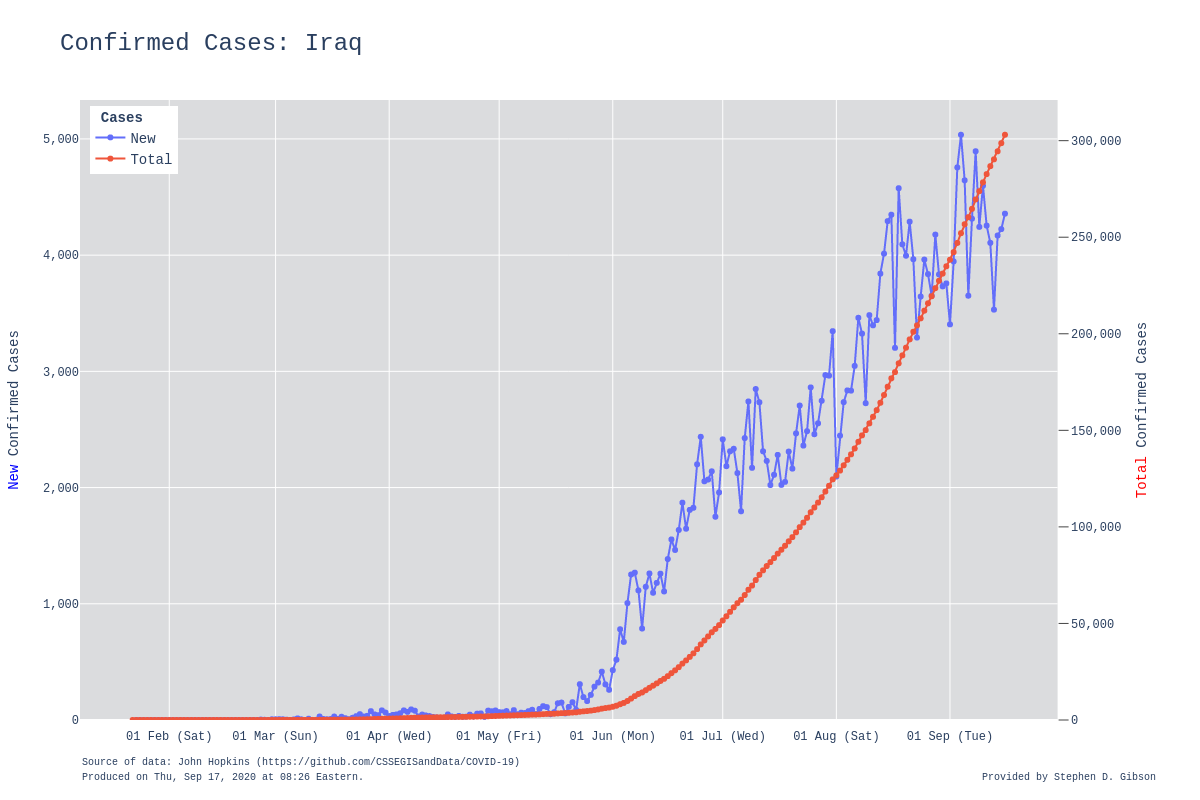 Confirmed Cases: Iraq
Cases
New
Total
5,000
4,000
3,000
2,000
1,000
0
300,000
250,000
200,000
150,000
100,000
50,000
0
New Confirmed Cases
Total Confirmed Cases
01 Feb (Sat) 01 Mar (Sun) 01 Apr (Wed) 01 May (Fri) 01 Jun (Mon) 01 Jul (Wed) 01 Aug (Sat) 01 Sep (Tue)
Source of data: John Hopkins (https://github.com/CSSEGISandData/COVID-19)
Produced on Thu, Sep 17, 2020 at 08:26 Eastern.
Provided by Stephen D. Gibson